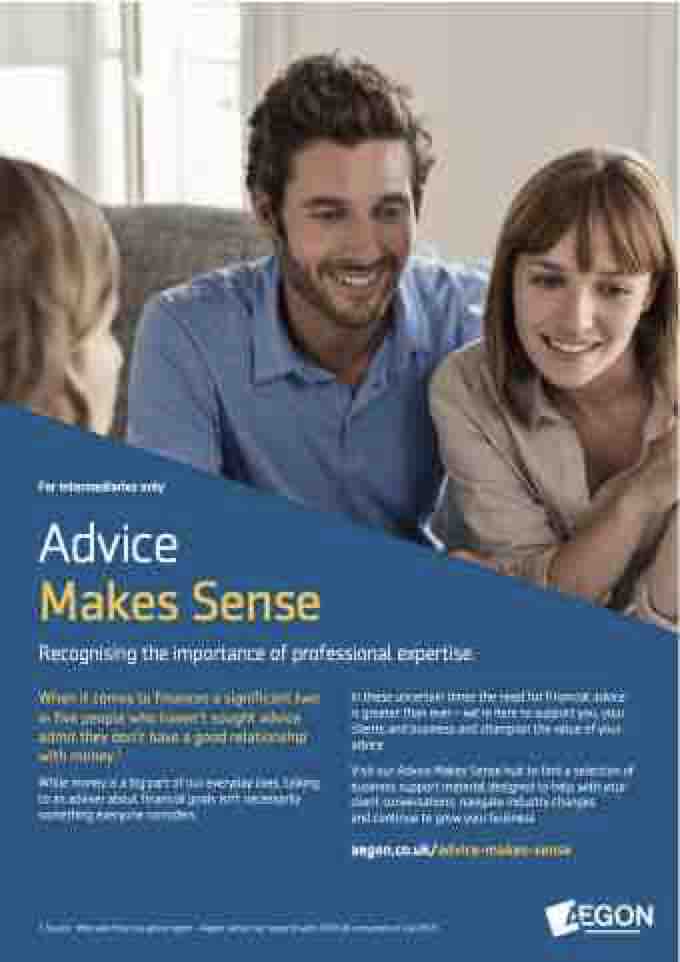 For intermediaries only
Advice
Makes Sense
Recognising the importance of professional expertise
When it comes to finances a significant two
in five people who haven't sought advice
admit they don't have a good relationship
with money.¹
While money is a big part of our everyday lives, talking
to an adviser about financial goals isn't necessarily
something everyone considers.
In these uncertain times the need for financial advice
is greater than ever – we're here to support you, your
clients and business and champion the value of your
advice.
Visit our Advice Makes Sense hub to find a selection of
business support material designed to help with your
client conversations, navigate industry changes
and continue to grow your business.
aegon.co.uk/advice-makes-sense
AEGON